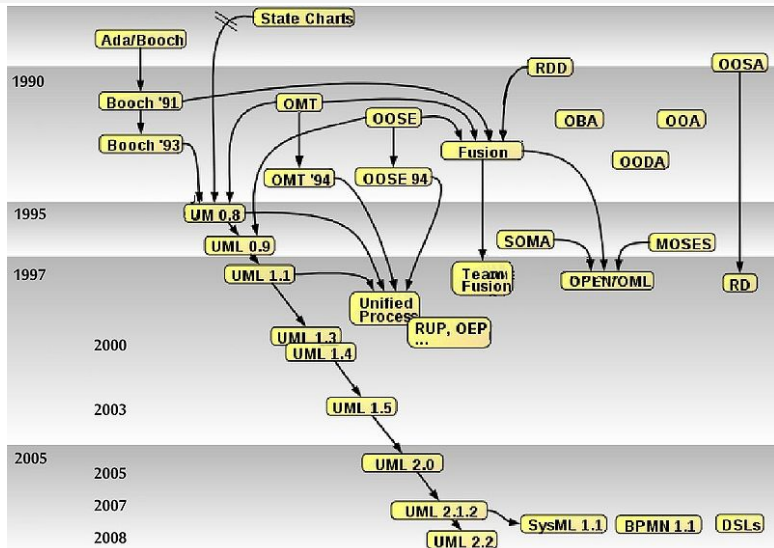 State Charts
Ada/Booch
1990
RDD
OOSA
Booch '91
OMT
OOSE
OBA
OOA
Booch '93
Fusion
OODA
OMT '94
OOSE 94
1995
UM 0.8
UML 0.9
SOMA
MOSES
1997
UML 1.1
Team
Fusion
OPEN/OML
RD
Unified
Process
RUP, OEP
...
UML 1.3
2000
UML 1.4
2003
UML 1.5
2005
UML 2.0
2005
2007
UML 2.1.2
SysML 1.1
BPMN 1.1
DSLs
2008
UML 2.2